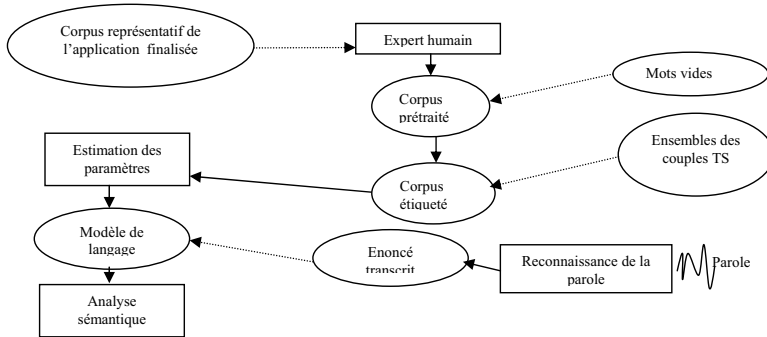 Corpus représentatif de
l'application finalisée
Expert humain
Mots vides
Corpus
prétraité
Ensembles des
couples TS
Estimation des
paramètres
Corpus
étiqueté
Modèle de
langage
Enoncé
transcrit
Reconnaissance de la
parole
Parole
Analyse
sémantique